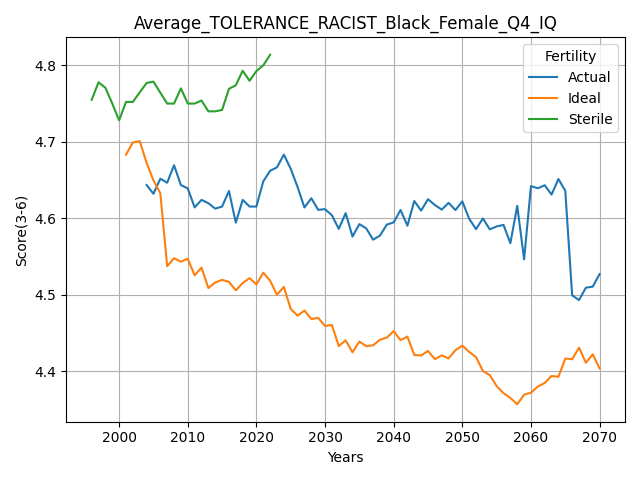 Average_TOLERANCE_RACIST_Black_Female_Q4_IQ
Fertility
Actual
Ideal
Sterile
Score(3-6)
4.8
4.7
4.6
4.5
4.4
2000 2010 2020 2030 2040 2050 2060 2070
Years